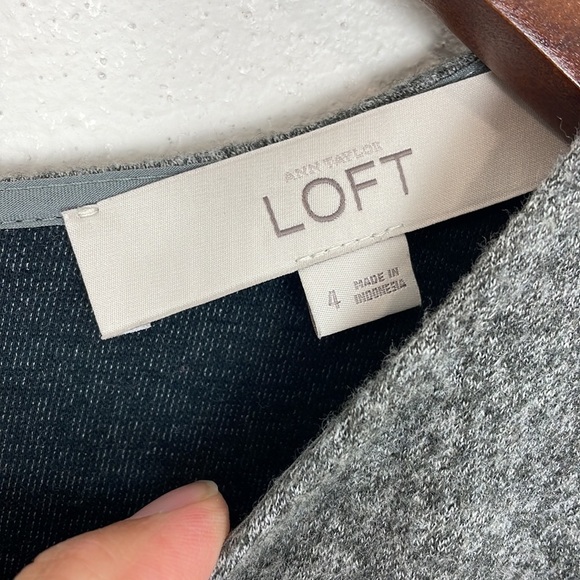 ANN TAYLOR
LOFT
4
MADE IN
INDONESIA